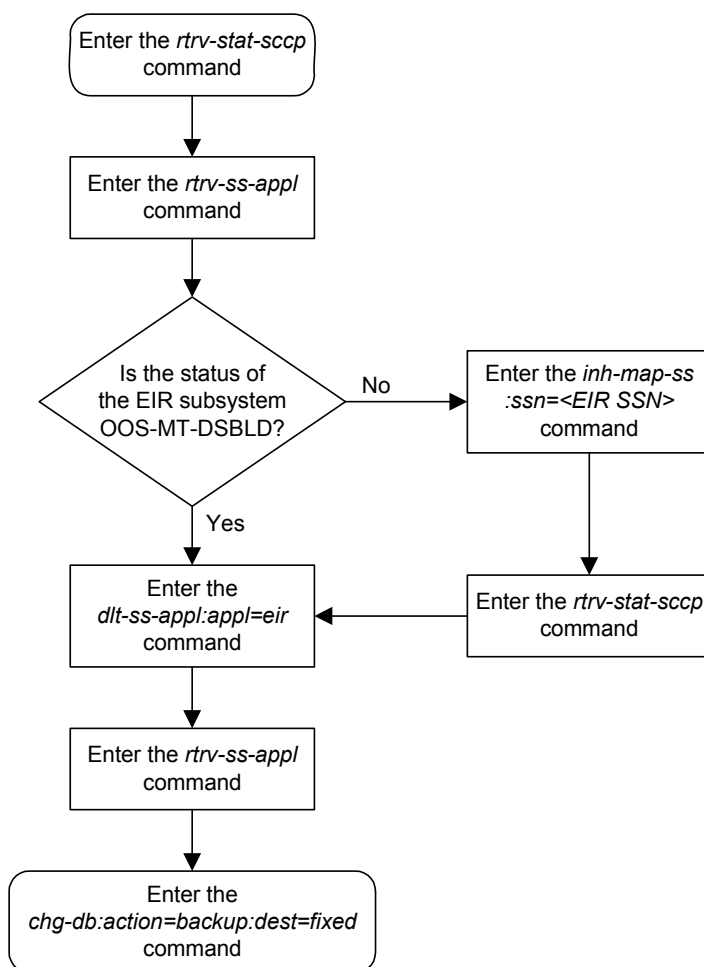 Enter the rtrv-stat-sccp
command
Enter the rtrv-ss-appl
command
Is the status of
the EIR subsystem
OOS-MT-DSBLD?
No
Enter the inh-map-ss
:ssn=<EIR SSN>
command
Yes
Enter the
dlt-ss-appl:appl=eir
command
Enter the rtrv-stat-sccp
command
Enter the rtrv-ss-appl
command
Enter the
chg-db:action=backup:dest=fixed
command